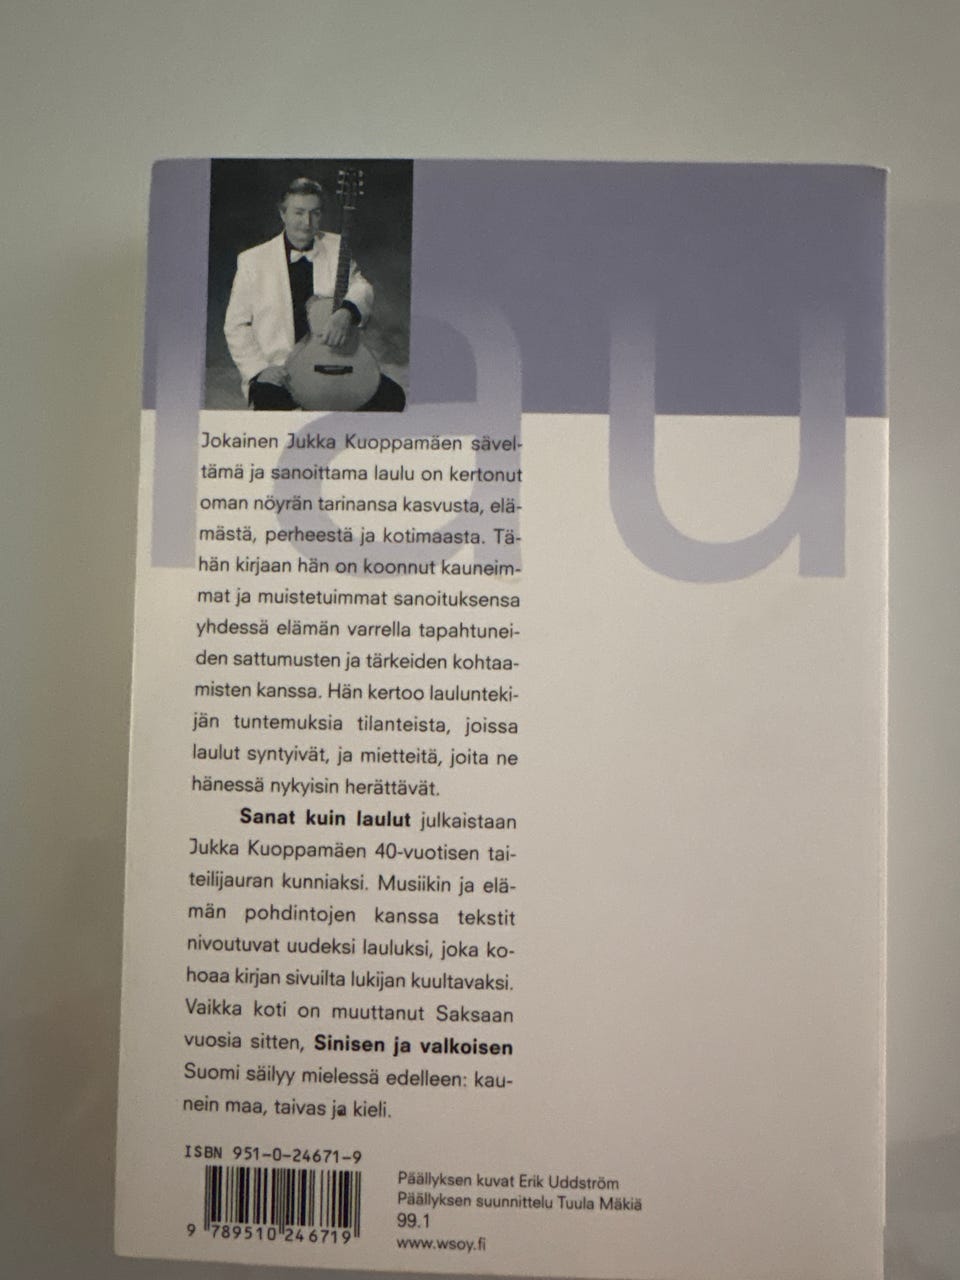 lau
Jokainen Jukka Kuoppamäen sävel-
tämä ja sanoittama laulu on kertonut
oman nöyrän tarinansa kasvusta, elä-
mästä, perheestä ja kotimaasta. Tä-
hän kirjaan hän on koonnut kauneim-
mat ja muistetuimmat sanoituksensa
yhdessä elämän varrella tapahtunei-
den sattumusten ja tärkeiden kohtaa-
misten kanssa. Hän kertoo laulunteki-
jän tuntemuksia tilanteista, joissa
laulut syntyivät, ja mietteitä, joita ne
hänessä nykyisin herättävät.
Sanat kuin laulut julkaistaan
Jukka Kuoppamäen 40-vuotisen tai-
teilijauran kunniaksi. Musiikin ja elä-
män pohdintojen kanssa tekstit
nivoutuvat uudeksi lauluksi, joka ko-
hoaa kirjan sivuilta lukijan kuultavaksi.
Vaikka koti on muuttanut Saksaan
vuosia sitten, Sinisen ja valkoisen
Suomi säilyy mielessä edelleen: kau-
nein maa, taivas ja kieli.
ISBN 951-0-24671-9
9 789510 246719
Päällyksen kuvat Erik Uddström
Päällyksen suunnittelu Tuula Mäkiä
99.1
www.wsoy.fi